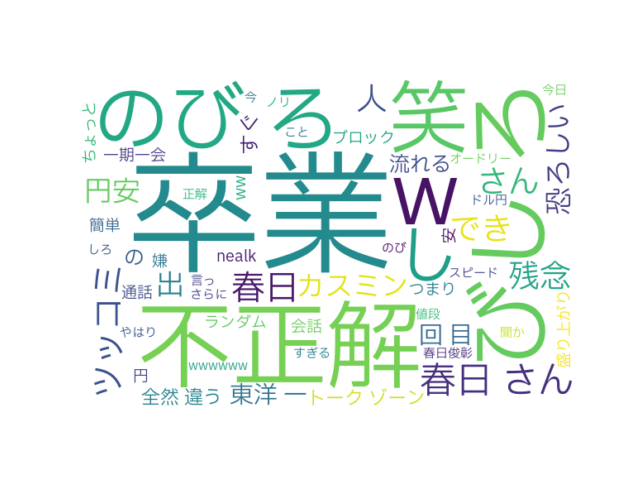 のびろ
笑
ろ
つっこ
人
今
ノリ
今日
ちょっと
すぐ
こと
ブロック
恐ろしい
一期一会
流れる
オードリー
円安
正解
www
卒業
w
さん
ドル円
簡単
でき
安
し
しろ
の
嫌
nealk
のび
スピード
残念
ツッコミ
通話
出
言っ
さらに
春日
カスミン
つまり
盛り上がり
やはり
不正解
ランダム
会話
値段
回目
聞か
すぎる
春日俊彰
wwwwww
円
春日 さん
全然 違う
東洋 一
トーク ゾーン